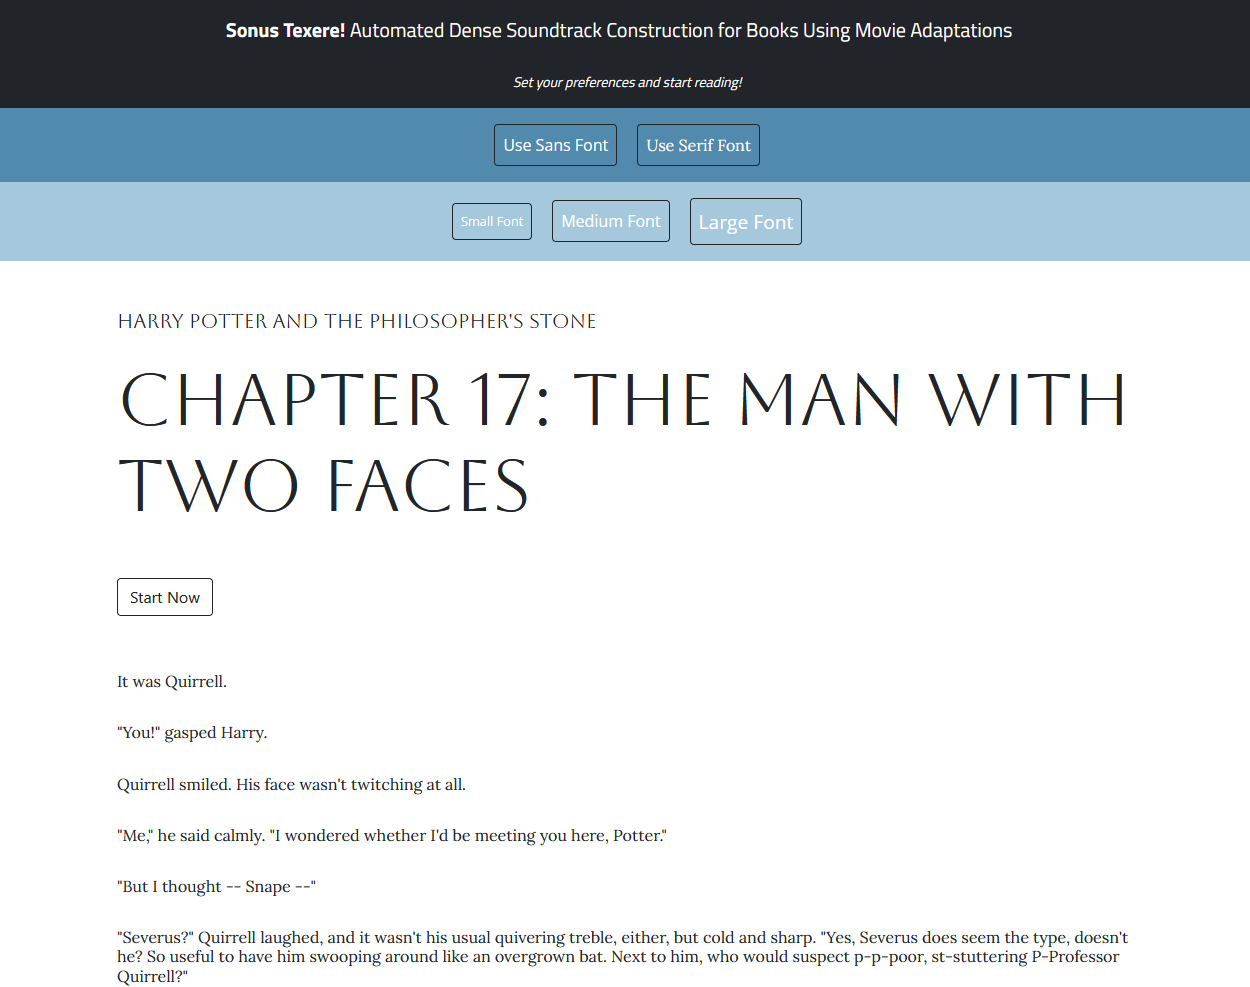 Sonus Texere! Automated Dense Soundtrack Construction for Books Using Movie Adaptations
Set your preferences and start reading!
Use Sans Font
Use Serif Font
Small Font
Medium Font
Large Font
HARRY POTTER AND THE PHILOSOPHER'S STONE
CHAPTER 17: THE MAN WITH
TWO FACES
Start Now
It was Quirrell.
"You!" gasped Harry.
Quirrell smiled. His face wasn't twitching at all.
"Me," he said calmly. "I wondered whether I'd be meeting you here, Potter."
"But I thought -- Snape --"
"Severus?" Quirrell laughed, and it wasn't his usual quivering treble, either, but cold and sharp. "Yes, Severus does seem the type, doesn't
he? So useful to have him swooping around like an overgrown bat. Next to him, who would suspect p-p-poor, st-stuttering P-Professor
Quirrell?"